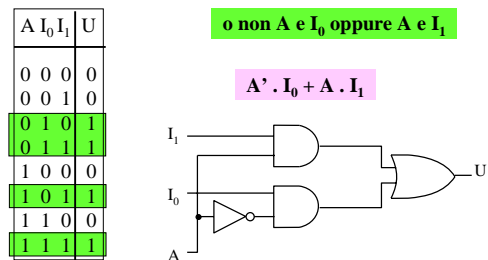 A I₀ I₁ U
0 0 0 0
0 0 1 0
0 1 0 1
0 1 1 1
1 0 0 0
1 0 1 1
1 1 0 0
1 1 1 1
o non A e I₀ oppure A e I₁
A’ . I₀ + A . I₁
I₁
U
I₀
A